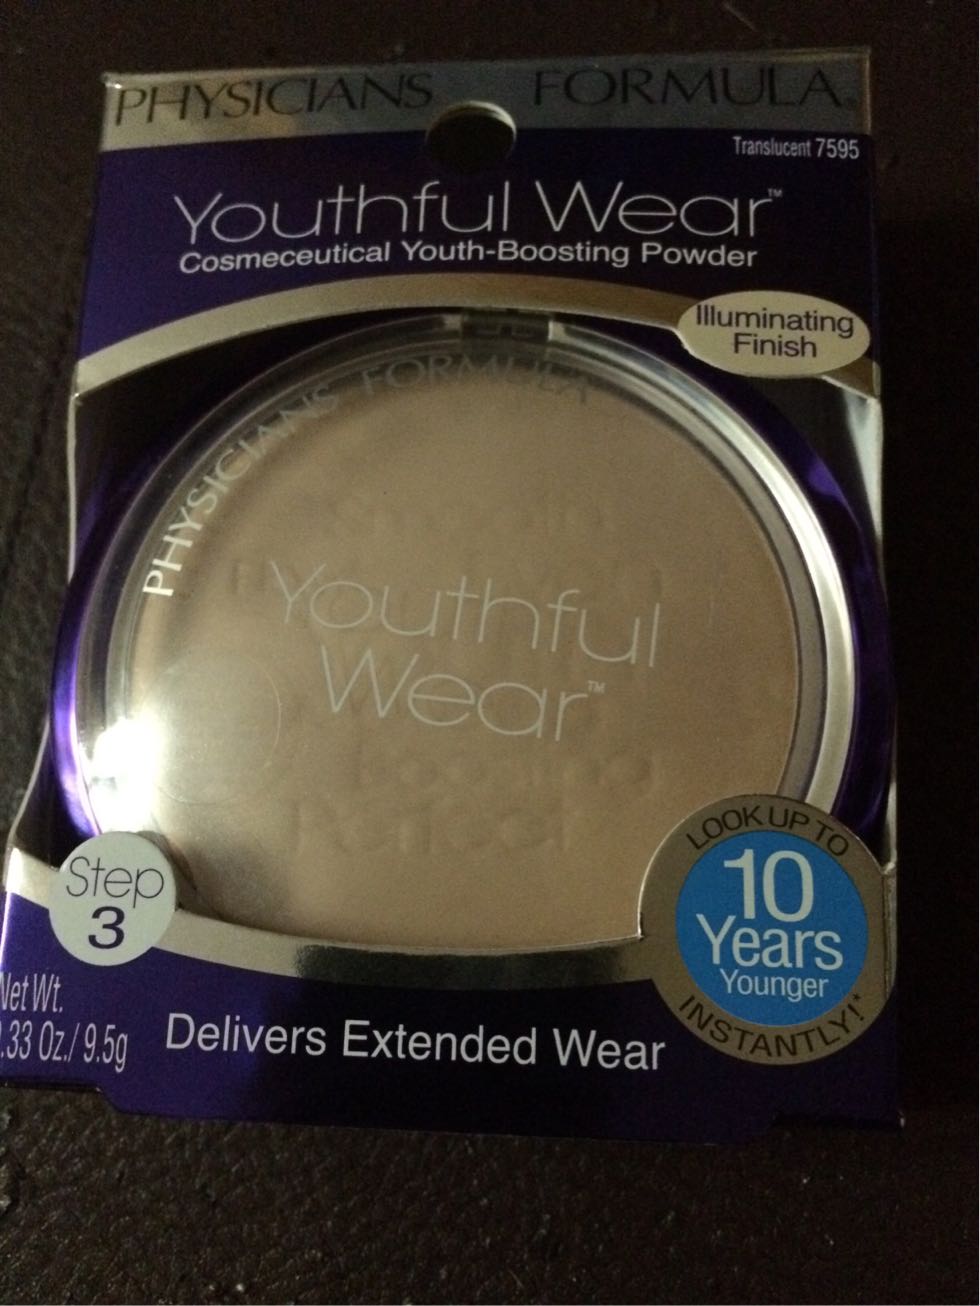 PHYSICIANS FORMULA
Translucent 7595
Youthful Wear™
Cosmeceutical Youth-Boosting Powder
Illuminating
Finish
PHYSICIANS FORMULA
Youthful
Wear™
LOOK UP TO
10
Years
Younger
INSTANTLY!*
Step
3
Net Wt.
.33 Oz./ 9.5g
Delivers Extended Wear